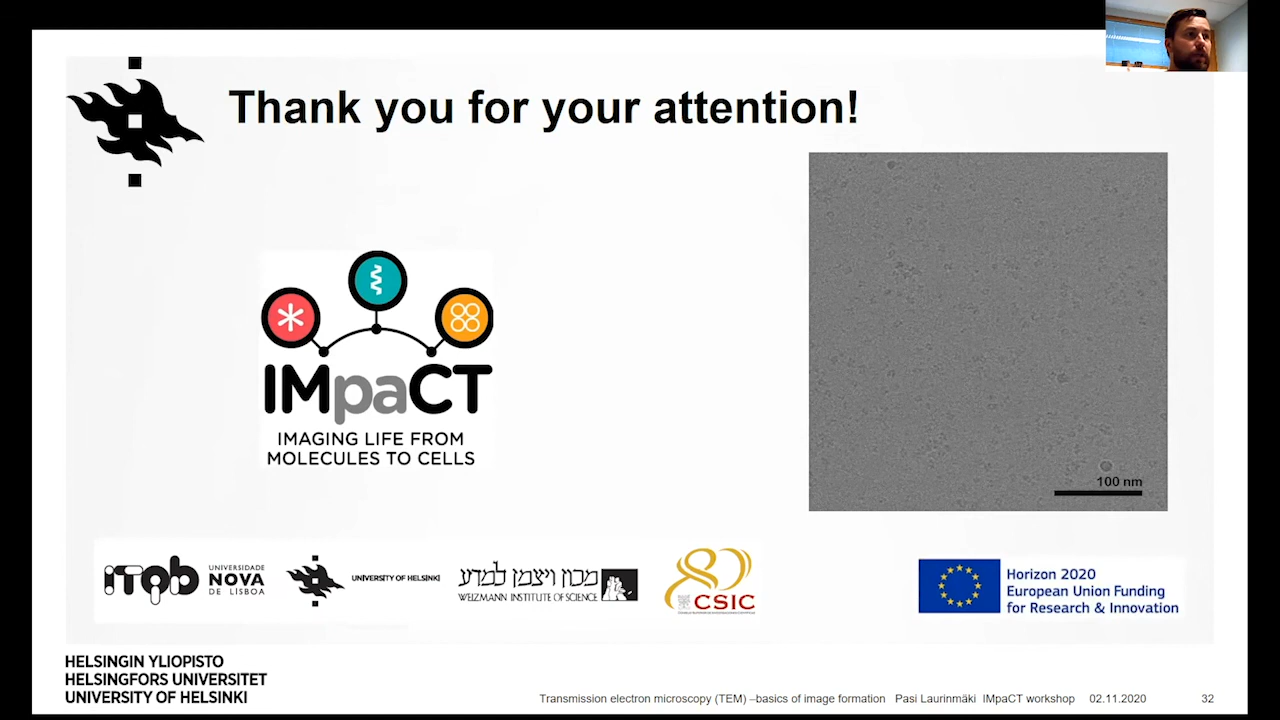 Thank you for your attention!
IMpaCT
IMAGING LIFE FROM
MOLECULES TO CELLS
100 nm
iTqb
UNIVERSIDADE
NOVA
DE LISBOA
UNIVERSITY OF HELSINKI
מכון ויצמן למדע
WEIZMANN INSTITUTE OF SCIENCE
80
CSIC
Horizon 2020
European Union Funding
for Research & Innovation
HELSINGIN YLIOPISTO
HELSINGFORS UNIVERSITET
UNIVERSITY OF HELSINKI
Transmission electron microscopy (TEM) –basics of image formation Pasi Laurinmäki IMpaCT workshop 02.11.2020 32